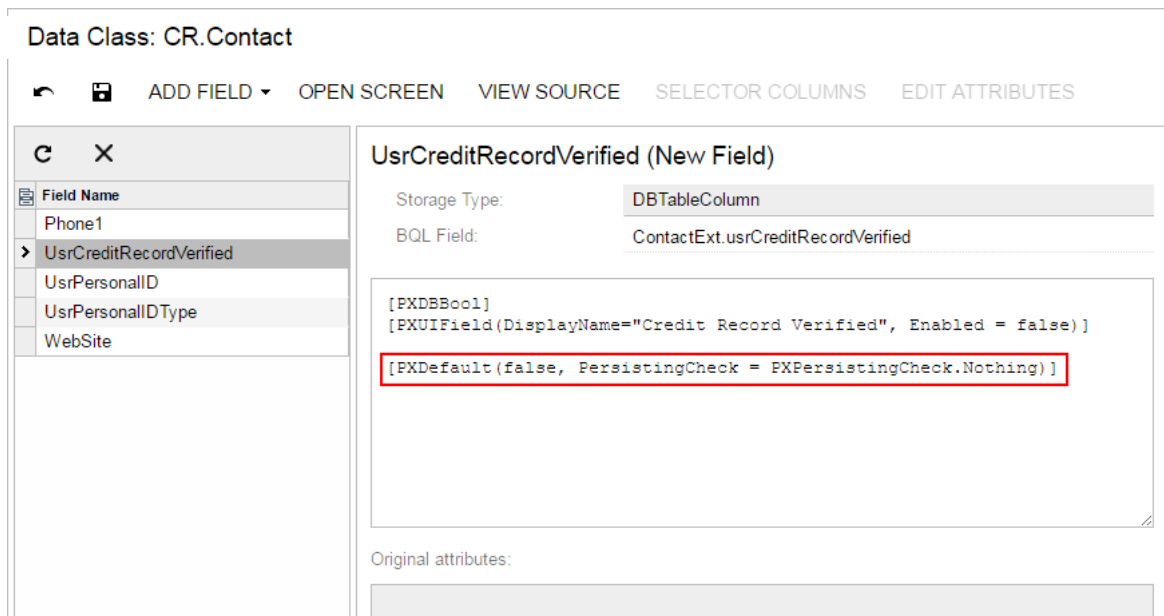 Data Class: CR.Contact
ADD FIELD OPEN SCREEN VIEW SOURCE SELECTOR COLUMNS EDIT ATTRIBUTES
Field Name
Phone1
UsrCreditRecordVerified
UsrPersonalID
UsrPersonalIDType
WebSite
UsrCreditRecordVerified (New Field)
Storage Type: DBTableColumn
BQL Field: ContactExt.usrCreditRecordVerified
[PXDBBool]
[PXUIField(DisplayName="Credit Record Verified", Enabled = false)]
[PXDefault(false, PersistingCheck = PXPersistingCheck.Nothing)]
Original attributes: